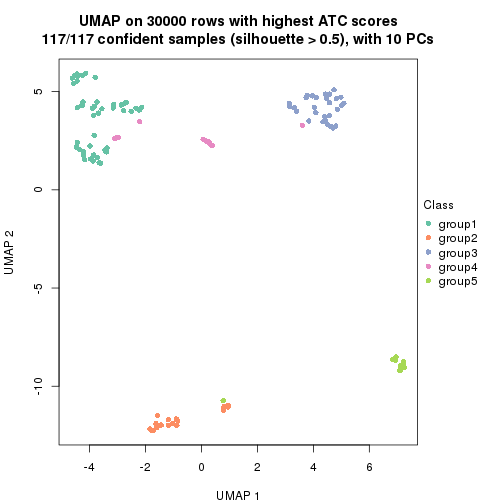 UMAP on 30000 rows with highest ATC scores
117/117 confident samples (silhouette > 0.5), with 10 PCs
5
0
-5
-10
UMAP 2
-4
-2
0
2
4
6
UMAP 1
Class
group1
group2
group3
group4
group5